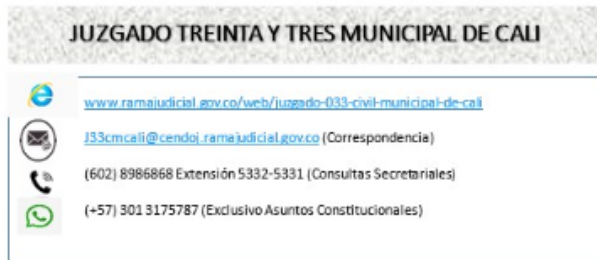 JUZGADO TREINTA Y TRES MUNICIPAL DE CALI
www.ramajudicial.gov.co/web/juzgado-033-civil-municipal-de-cali
J33cmcali@cendoj.ramajudicial.gov.co (Correspondencia)
(602) 8986868 Extensión 5332-5331 (Consultas Secretariales)
(+57) 301 3175787 (Exclusivo Asuntos Constitucionales)